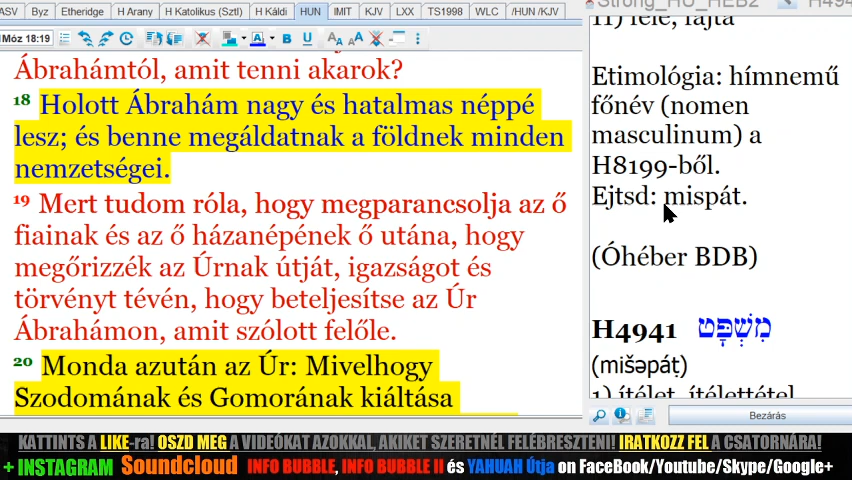 ASV Byz Etheridge H Arany H Katolikus (Sztl) H Káldi HUN IMIT KJV LXX TS1998 WLC /HUN /KJV
Móz 18:19
Ábrahámtól, amit tenni akarok?
18 Holott Ábrahám nagy és hatalmas néppé
lesz; és benne megáldatnak a földnek minden
nemzetségei.
19 Mert tudom róla, hogy megparancsolja az ő
fiainak és az ő házanépének ő utána, hogy
megőrizzék az Úrnak útját, igazságot és
törvényt tévén, hogy beteljesítse az Úr
Ábrahámon, amit szólott felőle.
20 Monda azután az Úr: Mivelhogy
Szodomának és Gomorának kiáltása
Strong_HU_HEB2
11) féle, fajta
Etimológia: hímnemű
főnév (nomen
masculinum) a
H8199-ből.
Ejtsd: mispát.
(Óhéber BDB)
H4941 מִשְׁפָּט
(mišəpáṭ)
1) ítélet, ítélettétel
Bezárás
KATTINTS A LIKE-ra! OSZD MEG A VIDEÓKAT AZOKKAL, AKIKET SZERETNÉL FELÉBRESZTENI! IRATKOZZ FEL A CSATORNÁRA!
+ INSTAGRAM Soundcloud INFO BUBBLE, INFO BUBBLE II és YAHUAH Útja on FaceBook/Youtube/Skype/Google+